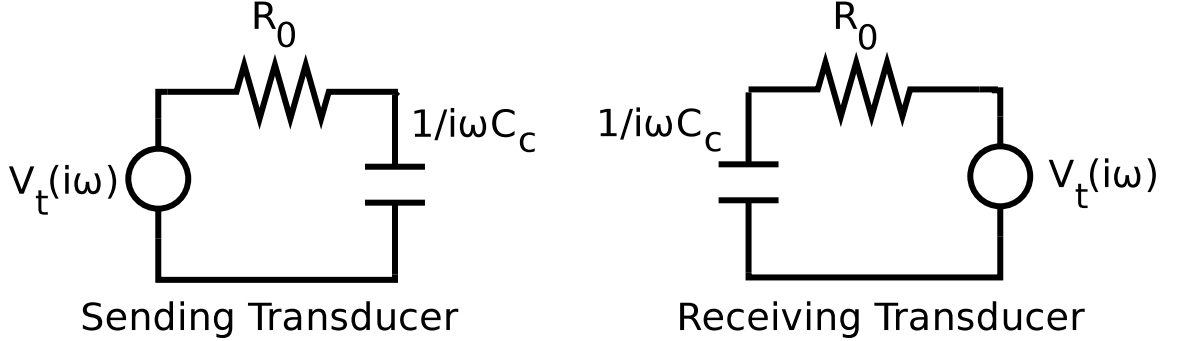 R0 R0
1/iωCc 1/iωCc
Vt(iω) Vt(iω)
Sending Transducer Receiving Transducer